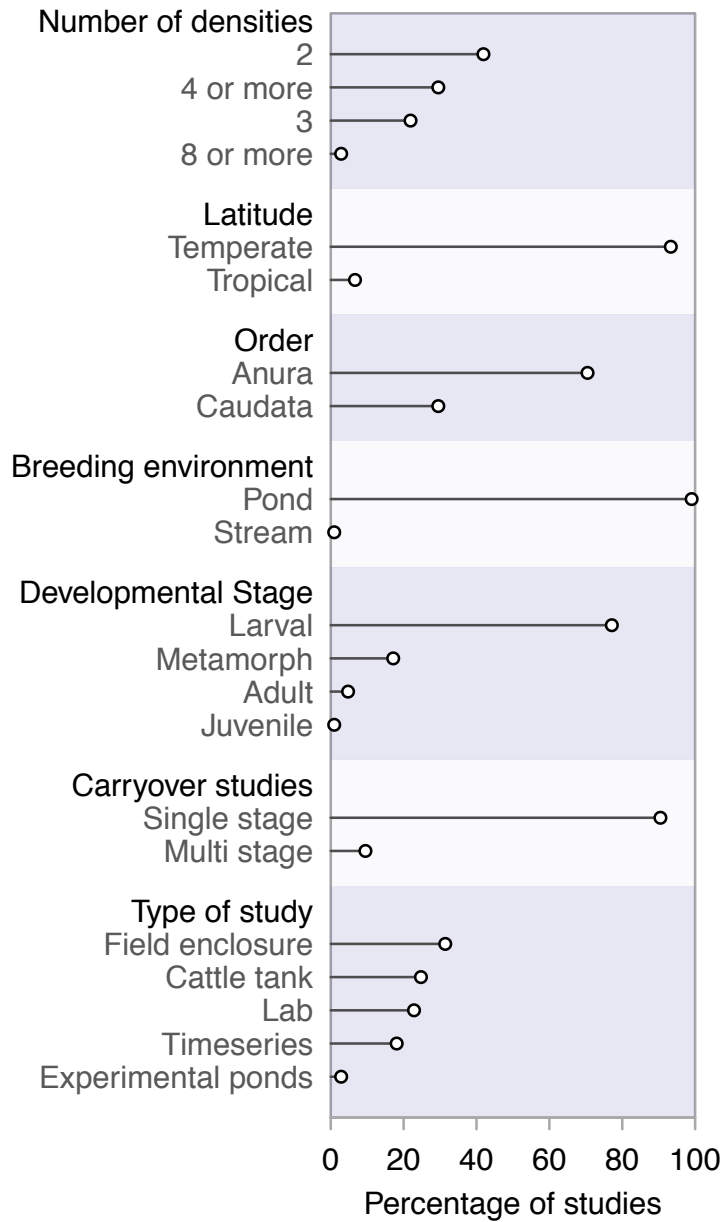 Number of densities
2
4 or more
3
8 or more
Latitude
Temperate
Tropical
Order
Anura
Caudata
Breeding environment
Pond
Stream
Developmental Stage
Larval
Metamorph
Adult
Juvenile
Carryover studies
Single stage
Multi stage
Type of study
Field enclosure
Cattle tank
Lab
Timeseries
Experimental ponds
0 20 40 60 80 100
Percentage of studies